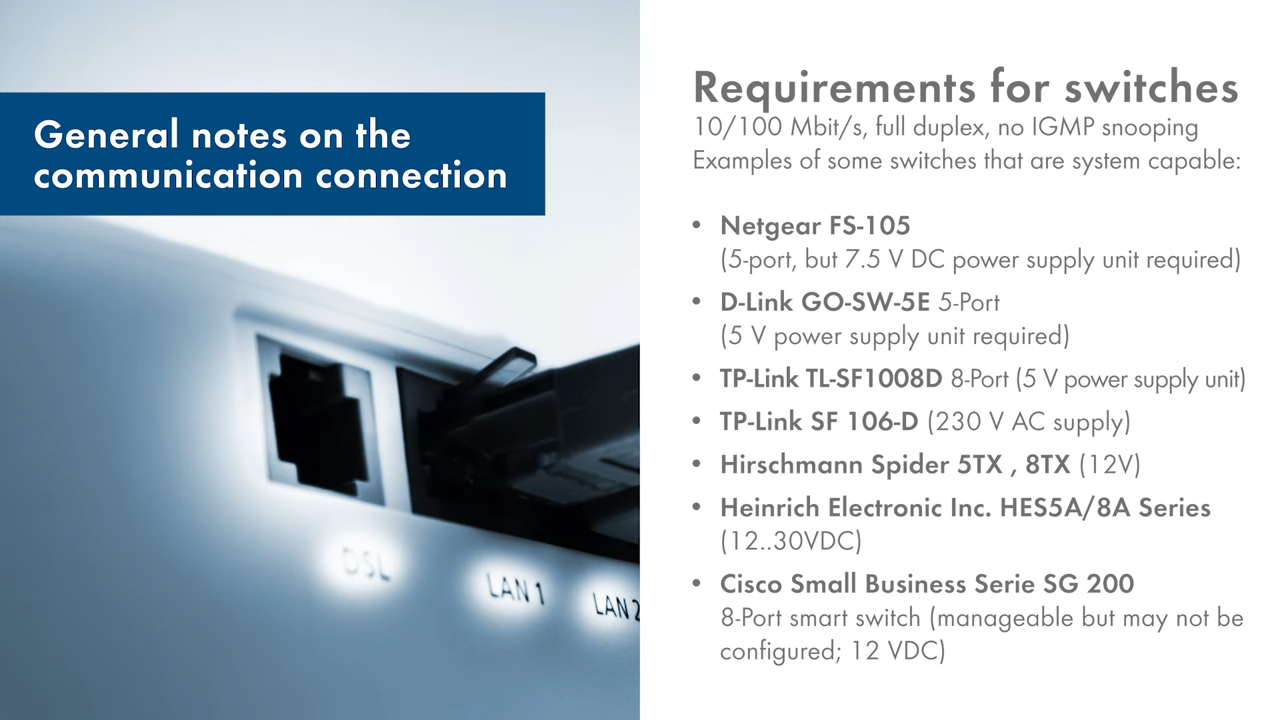 General notes on the
communication connection
Requirements for switches
10/100 Mbit/s, full duplex, no IGMP snooping
Examples of some switches that are system capable:
• Netgear FS-105
(5-port, but 7.5 V DC power supply unit required)
• D-Link GO-SW-5E 5-Port
(5 V power supply unit required)
• TP-Link TL-SF1008D 8-Port (5 V power supply unit)
• TP-Link SF 106-D (230 V AC supply)
• Hirschmann Spider 5TX , 8TX (12V)
• Heinrich Electronic Inc. HES5A/8A Series
(12..30VDC)
• Cisco Small Business Serie SG 200
8-Port smart switch (manageable but may not be
configured; 12 VDC)
DSL
LAN 1
LAN 2